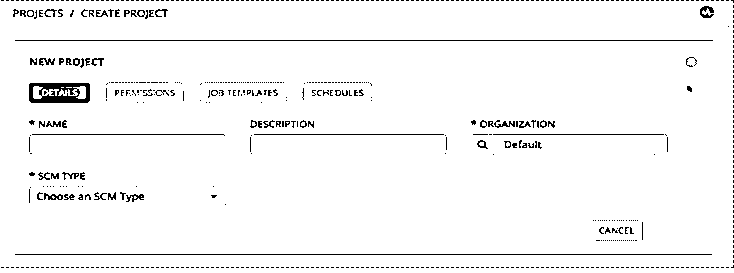 PROJECTS / CREATE PROJECT
NEW PROJECT
DETAILS PERMISSIONS JOB TEMPLATES SCHEDULES
* NAME DESCRIPTION * ORGANIZATION
Default
* SCM TYPE
Choose an SCM Type
CANCEL